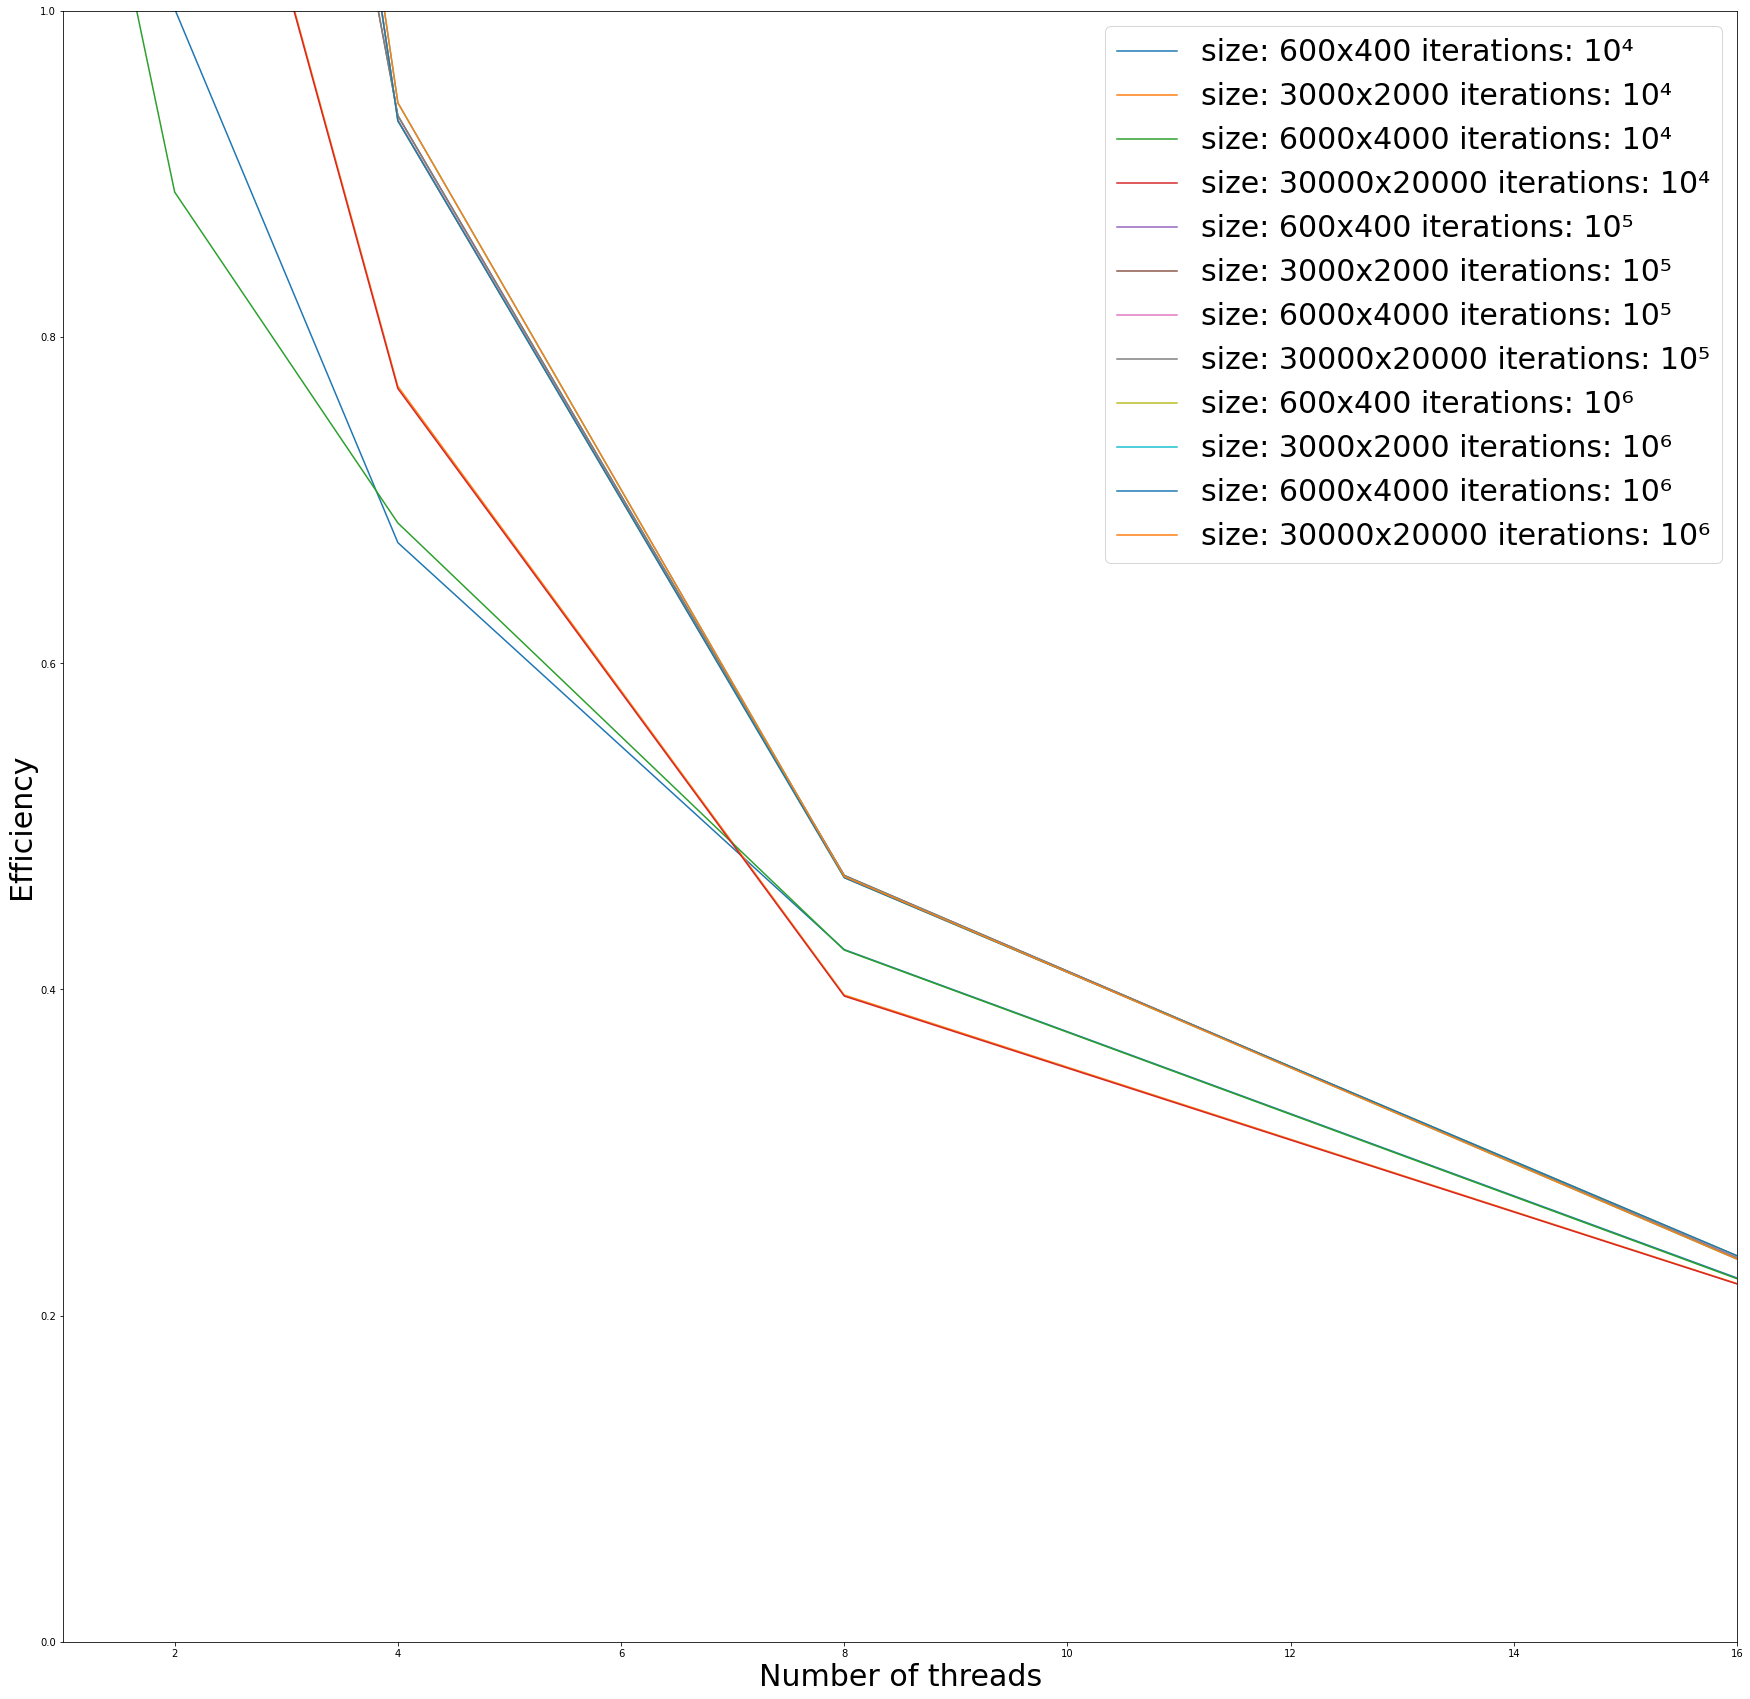 1.0
0.8
0.6
0.4
0.2
0.0
Efficiency
size: 600x400 iterations: 10⁴
size: 3000x2000 iterations: 10⁴
size: 6000x4000 iterations: 10⁴
size: 30000x20000 iterations: 10⁴
size: 600x400 iterations: 10⁵
size: 3000x2000 iterations: 10⁵
size: 6000x4000 iterations: 10⁵
size: 30000x20000 iterations: 10⁵
size: 600x400 iterations: 10⁶
size: 3000x2000 iterations: 10⁶
size: 6000x4000 iterations: 10⁶
size: 30000x20000 iterations: 10⁶
2 4 6 8 10 12 14 16
Number of threads